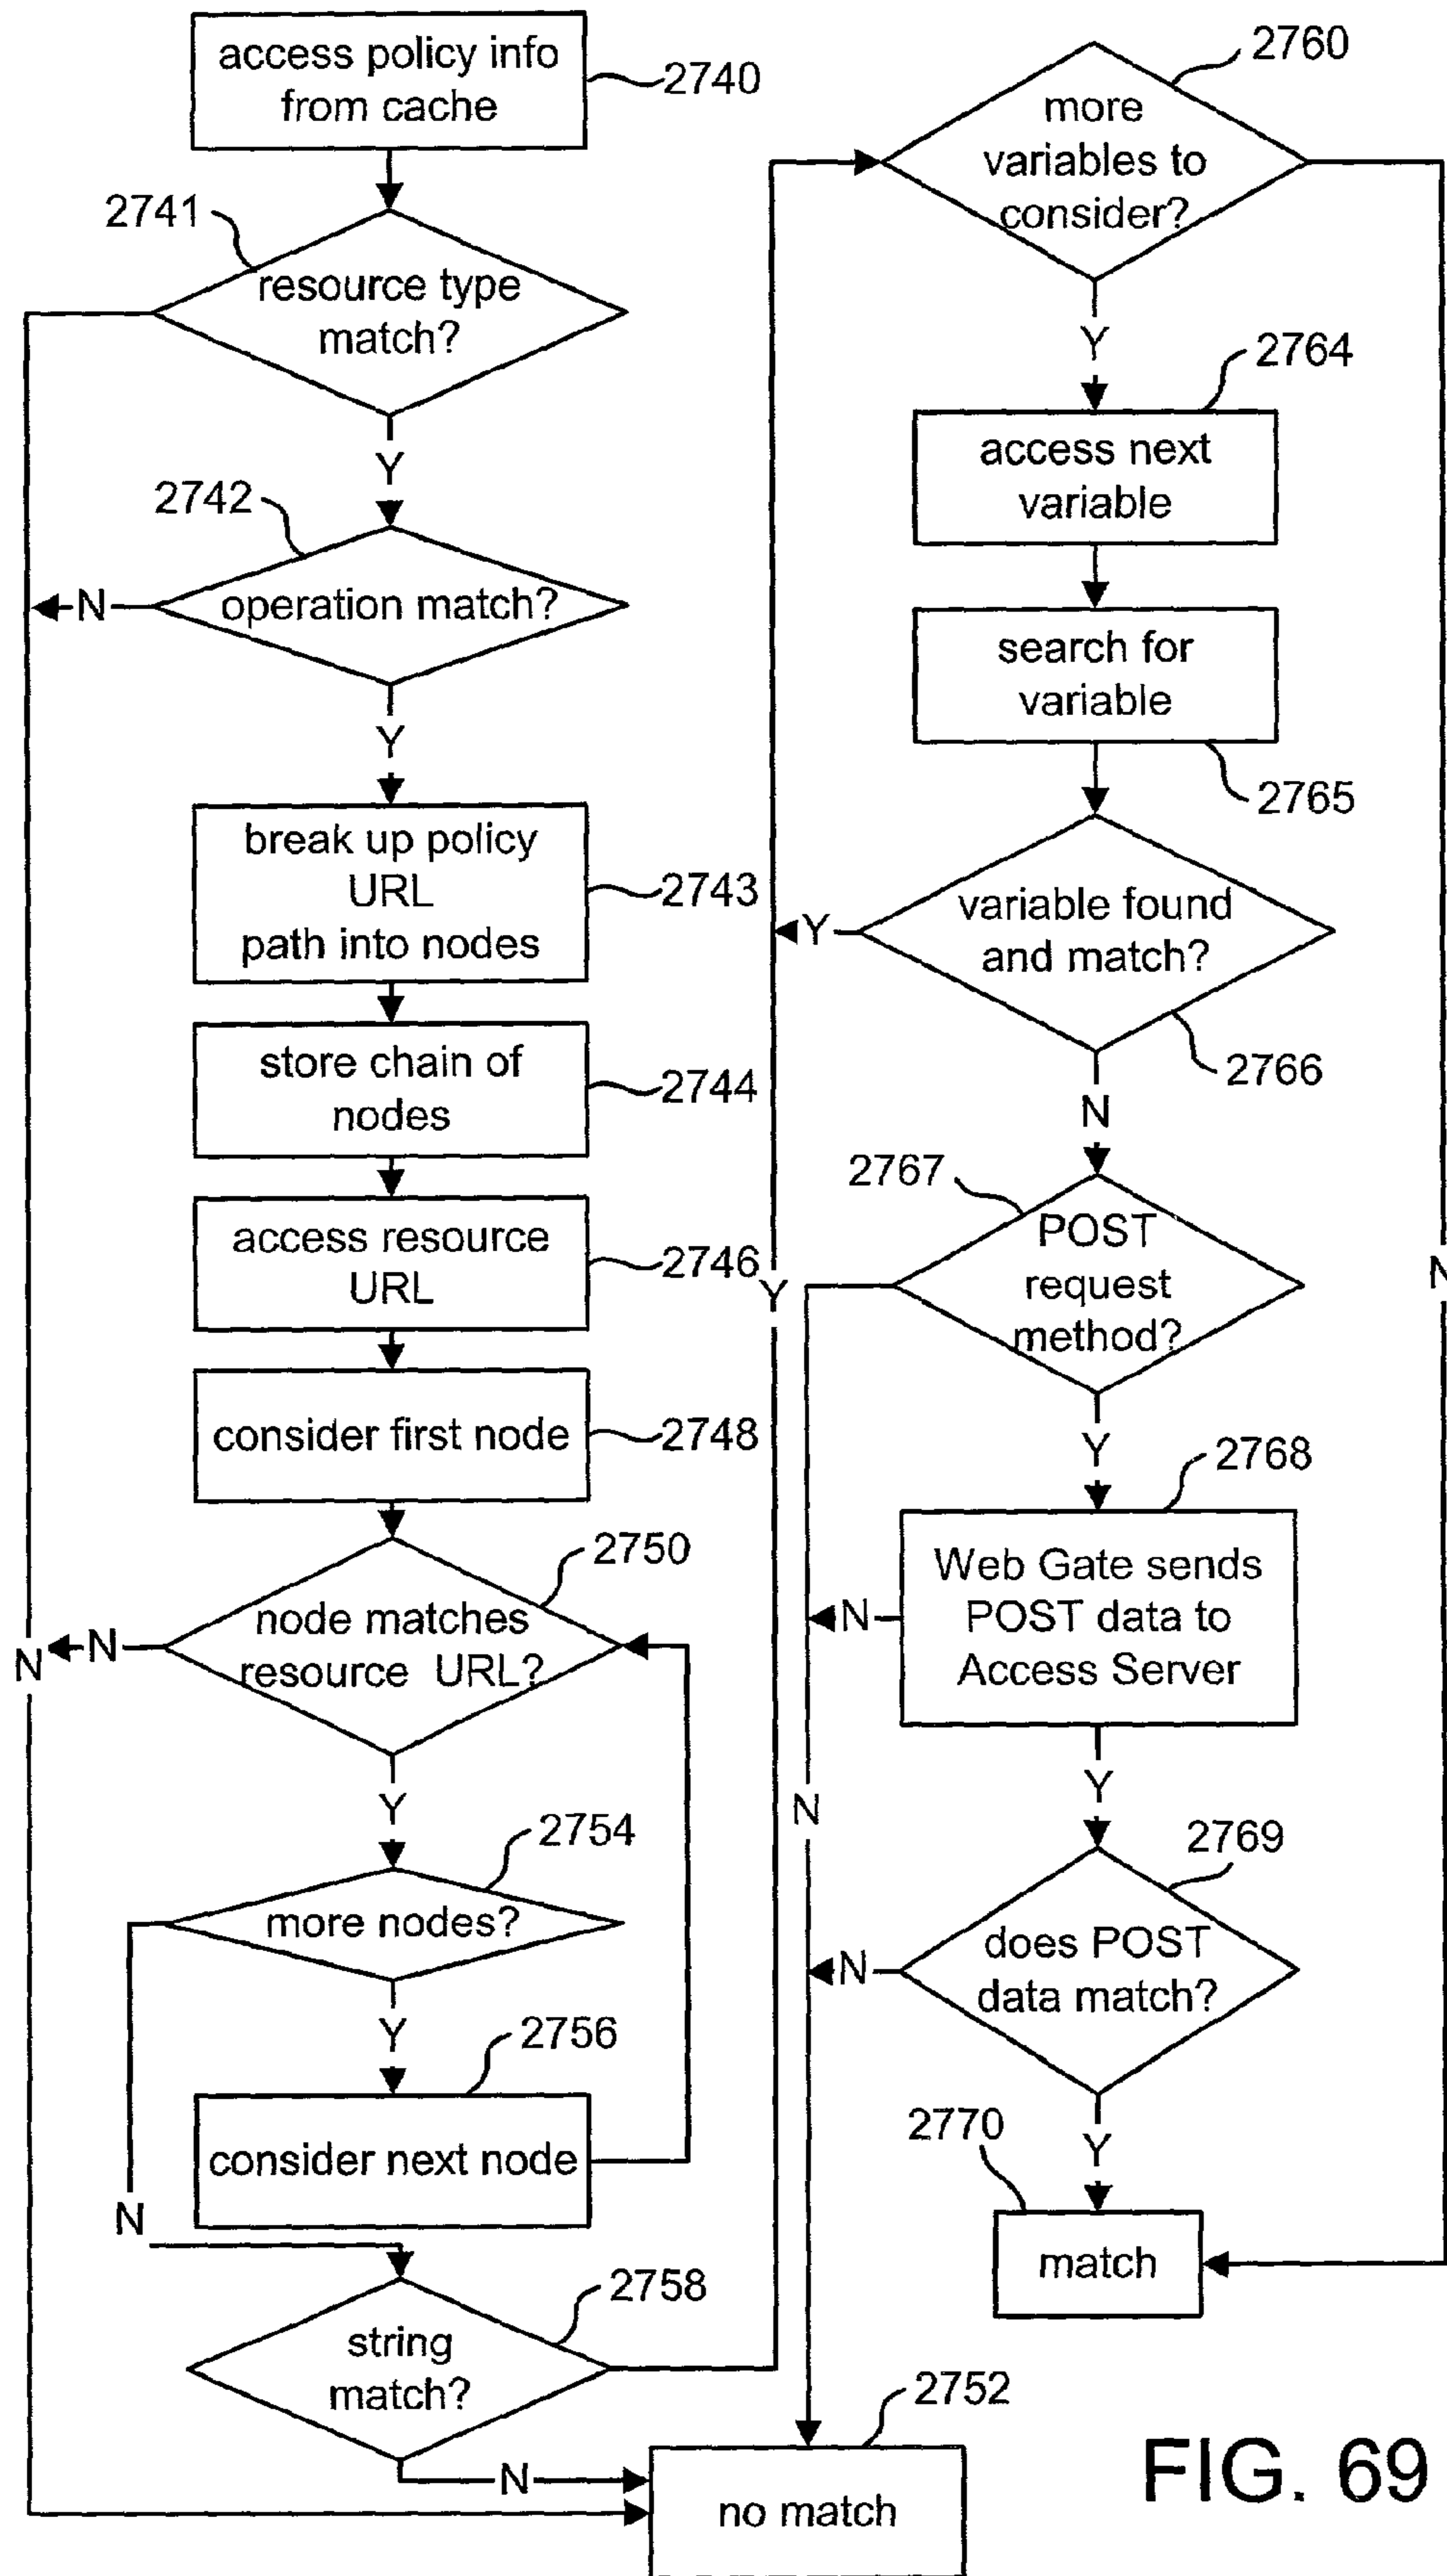 access policy info
from cache
2740
2741
resource type
match?
Y
2742
operation match?
N
Y
break up policy
URL
path into nodes
2743
store chain of
nodes
2744
access resource
URL
2746
consider first node
2748
2750
node matches
resource URL?
N
N
Y
2754
more nodes?
Y
2756
consider next node
N
2758
string
match?
N
Y
2760
more
variables to
consider?
Y
N
2764
access next
variable
search for
variable
2765
variable found
and match?
Y
2766
N
2767
POST
request
method?
Y
2768
Web Gate sends
POST data to
Access Server
N
Y
N
2769
does POST
data match?
N
Y
2770
match
2752
no match
FIG. 69